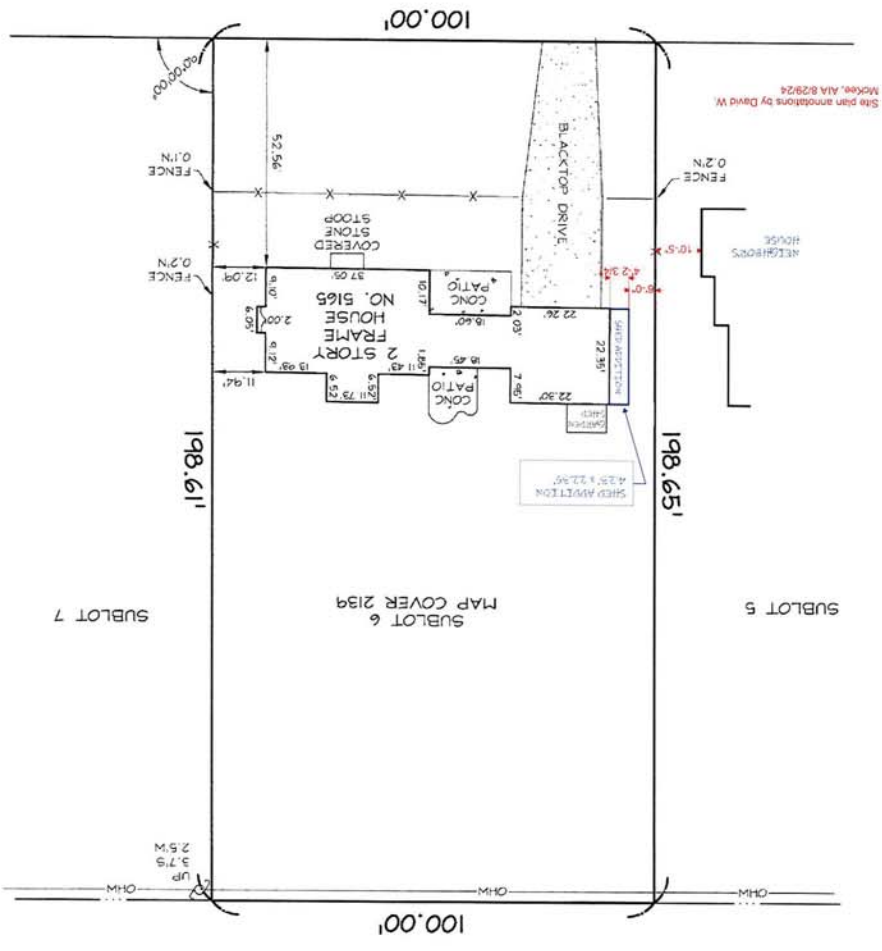 100.00'
OHW
OHW
OHW
UP
3.7'S
2.5'W
SUBLOT 5
SUBLOT 6
MAP COVER 2139
SUBLOT 7
198.65'
198.61'
SHED ADDITION
4.23' x 22.35'
GARDEN
SHED
SHED ADDITION
22.30'
22.35'
22.26'
7.96'
2.03'
CONC
PATIO
18.45'
18.60'
CONC
PATIO
1.86'
10.17'
11.43'
6.52'
11.73'
6.52'
13.93'
11.94'
9.12'
2.00'
6.05'
9.10'
12.09'
2 STORY
FRAME
HOUSE
NO. 5165
37.05'
COVERED
STONE
STOOP
NEIGHBOR'S
HOUSE
10'-5"
6'-0"
4'-2 3/4"
FENCE
0.2'N
FENCE
0.2'N
FENCE
0.1'N
BLACKTOP DRIVE
52.56'
90°00'00"
Site plan annotations by David W.
McKee, AIA 8/29/24
100.00'